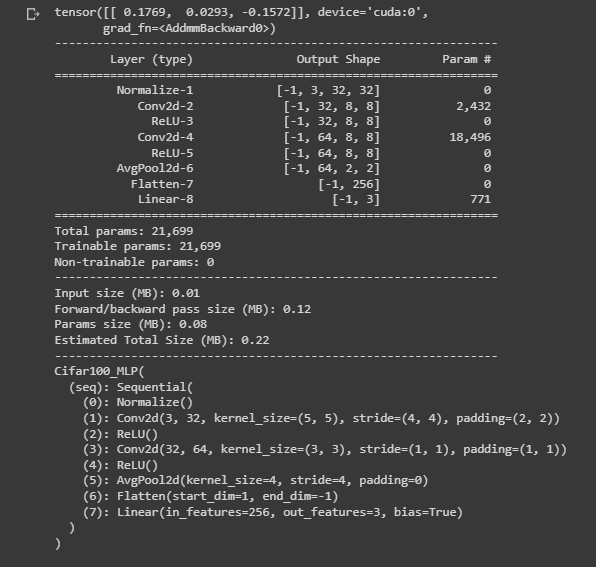 tensor([[ 0.1769,  0.0293, -0.1572]], device='cuda:0',
       grad_fn=<AddmmBackward0>)
----------------------------------------------------------------
        Layer (type)               Output Shape         Param #
================================================================
         Normalize-1            [-1, 3, 32, 32]               0
            Conv2d-2             [-1, 32, 8, 8]           2,432
              ReLU-3             [-1, 32, 8, 8]               0
            Conv2d-4             [-1, 64, 8, 8]          18,496
              ReLU-5             [-1, 64, 8, 8]               0
         AvgPool2d-6             [-1, 64, 2, 2]               0
           Flatten-7                  [-1, 256]               0
            Linear-8                    [-1, 3]             771
================================================================
Total params: 21,699
Trainable params: 21,699
Non-trainable params: 0
----------------------------------------------------------------
Input size (MB): 0.01
Forward/backward pass size (MB): 0.12
Params size (MB): 0.08
Estimated Total Size (MB): 0.22
----------------------------------------------------------------
Cifar100_MLP(
  (seq): Sequential(
    (0): Normalize()
    (1): Conv2d(3, 32, kernel_size=(5, 5), stride=(4, 4), padding=(2, 2))
    (2): ReLU()
    (3): Conv2d(32, 64, kernel_size=(3, 3), stride=(1, 1), padding=(1, 1))
    (4): ReLU()
    (5): AvgPool2d(kernel_size=4, stride=4, padding=0)
    (6): Flatten(start_dim=1, end_dim=-1)
    (7): Linear(in_features=256, out_features=3, bias=True)
  )
)